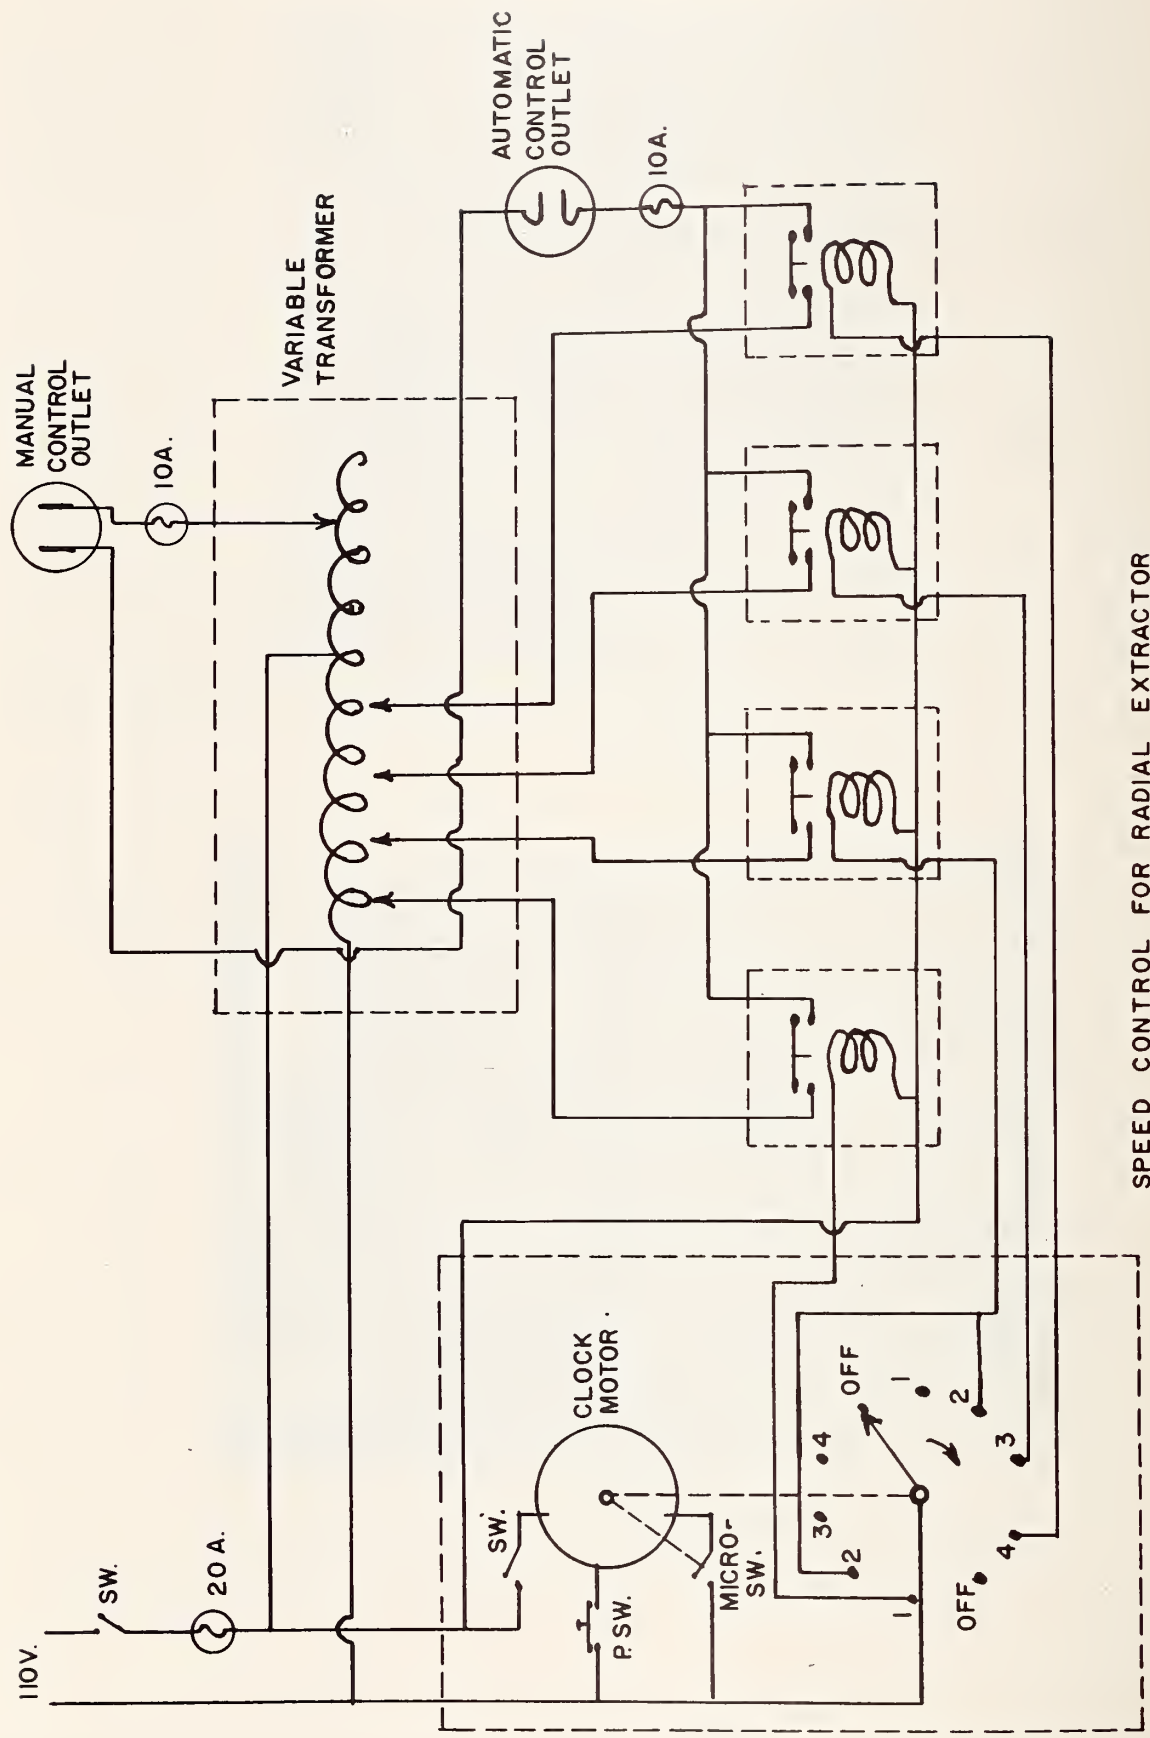 MANUAL
CONTROL
OUTLET
10A.
VARIABLE
TRANSFORMER
AUTOMATIC
CONTROL
OUTLET
10A.
110V.
SW.
20A.
SW.
CLOCK
MOTOR
P. SW.
MICRO-
SW.
OFF
1
2
3
4
OFF
1
2
3
4
SPEED CONTROL FOR RADIAL EXTRACTOR